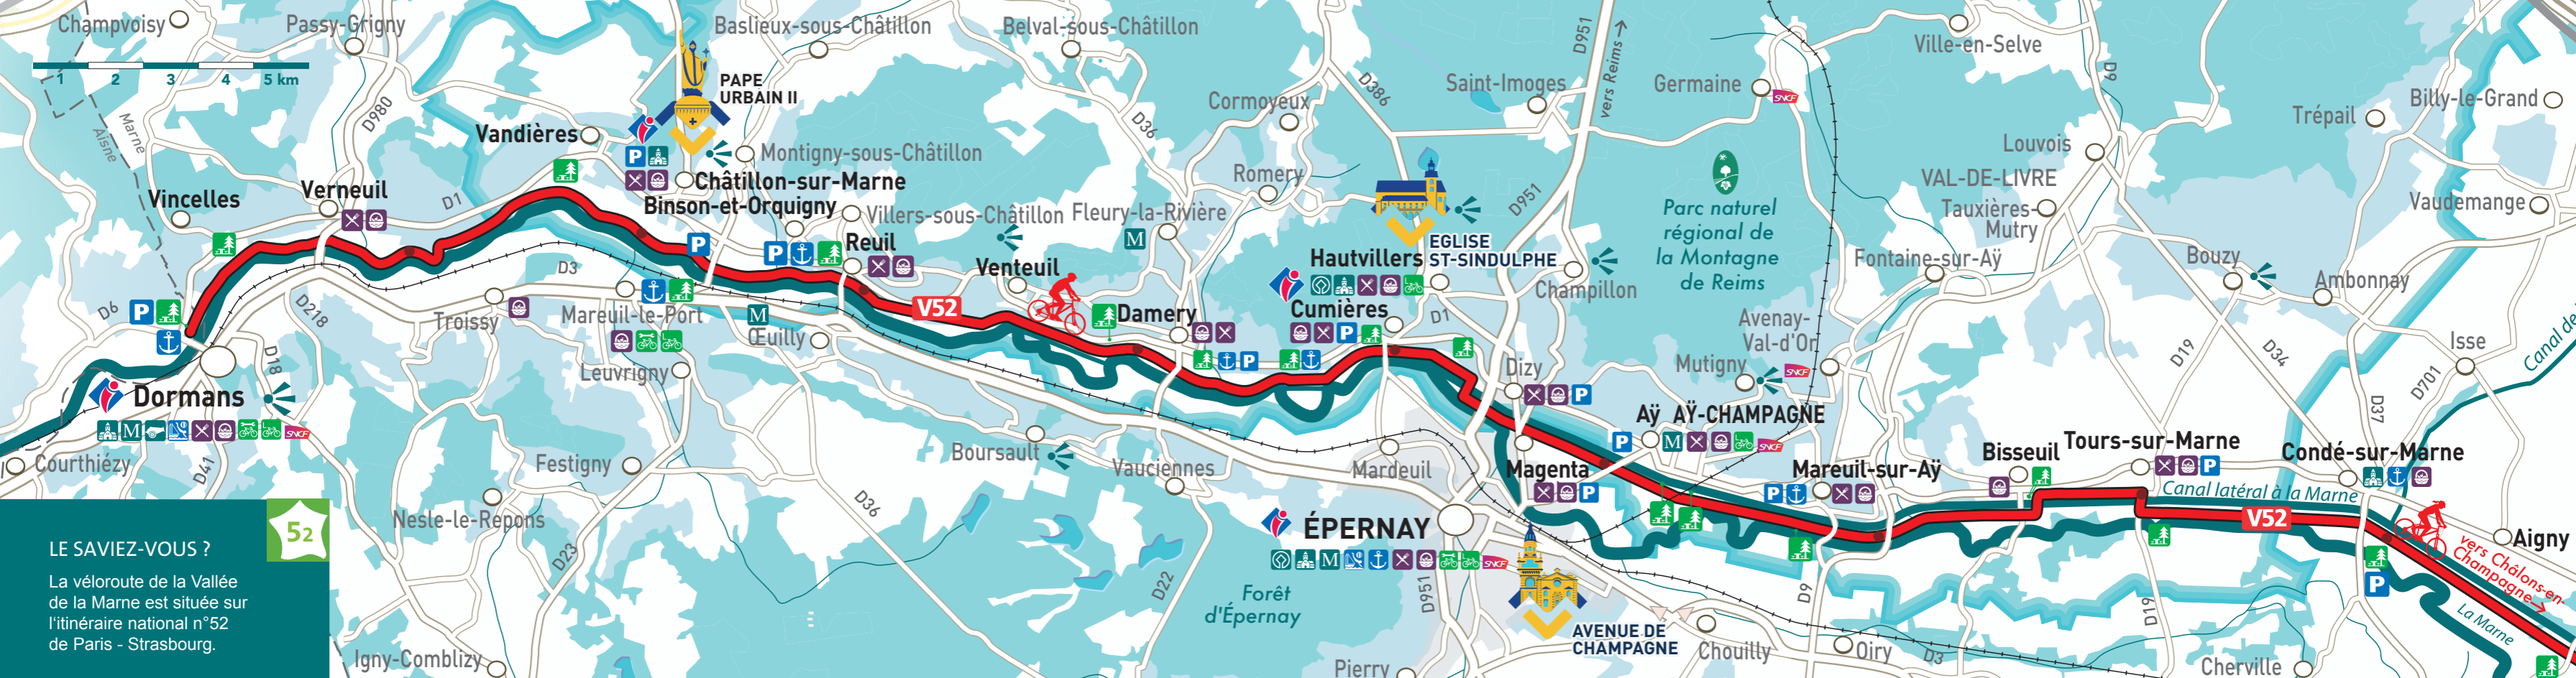 Champvoisy
Passy-Grigny
Baslieux-sous-Châtillon
Belval-sous-Châtillon
D951
vers Reims
Ville-en-Selve
1 2 3 4 5 km
PAPE
URBAIN II
D386
Saint-Imoges
Germaine
SNCF
D9
Billy-le-Grand
Trépail
D980
Marne
Aisne
Cormoyeux
D36
Vandières
P
Montigny-sous-Châtillon
Louvois
VAL-DE-LIVRE
Romery
Châtillon-sur-Marne
Vincelles
Verneuil
D1
Binson-et-Orquigny
Villers-sous-Châtillon
Fleury-la-Rivière
D951
Parc naturel
régional de
la Montagne
de Reims
Tauxières-
Mutry
Vaudemange
M
P
P
Reuil
EGLISE
ST-SINDULPHE
Hautvillers
Champillon
Fontaine-sur-Aÿ
Bouzy
Ambonnay
D3
Venteuil
D6
P
D218
Troissy
Mareuil-le-Port
M
Œuilly
V52
Damery
Cumières
P
D1
P
Avenay-
Val-d'Or
SNCF
Mutigny
D19
D34
Isse
Canal de
D18
Leuvrigny
Dizy
P
D701
D37
Dormans
M
SNCF
Aÿ
AŸ-CHAMPAGNE
P
M
SNCF
Courthiézy
D41
Festigny
Boursault
Vauciennes
Mardeuil
Magenta
P
Mareuil-sur-Aÿ
P
Bisseuil
Tours-sur-Marne
P
Condé-sur-Marne
Canal latéral à la Marne
V52
Nesle-le-Repons
D36
D23
ÉPERNAY
M
SNCF
Aigny
vers Châlons-en-
Champagne
P
La Marne
52
LE SAVIEZ-VOUS ?
La véloroute de la Vallée
de la Marne est située sur
l'itinéraire national n°52
de Paris - Strasbourg.
Igny-Comblizy
D22
Forêt
d'Épernay
D951
AVENUE DE
CHAMPAGNE
Pierry
Chouilly
D9
Oiry
D3
D19
Cherville